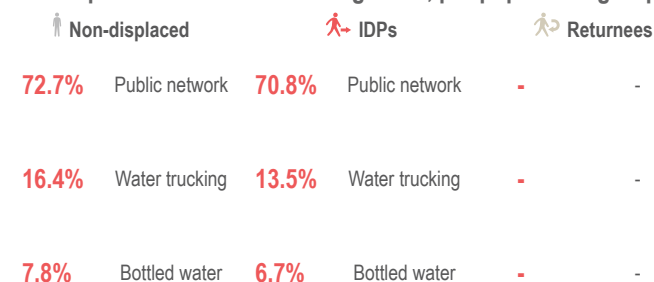 Non-displaced IDPs Returnees
72.7% Public network 70.8% Public network - -
16.4% Water trucking 13.5% Water trucking - -
7.8% Bottled water 6.7% Bottled water - -